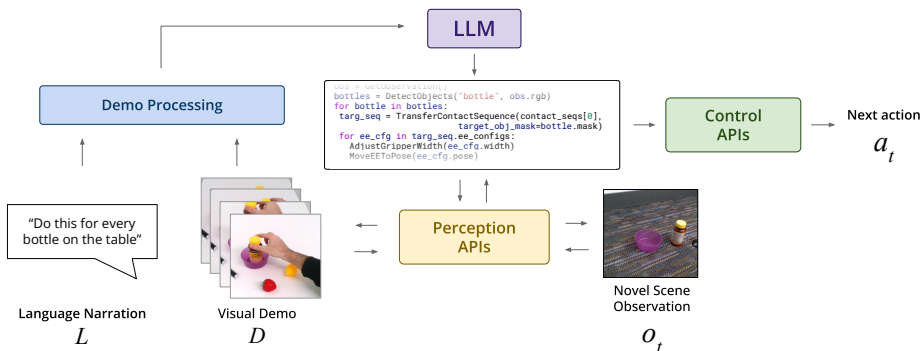 LLM
Demo Processing
obs = GetObservation()
bottles = DetectObjects("bottle", obs.rgb)
for bottle in bottles:
targ_seq = TransferContactSequence(contact_seqs[0],
target_obj_mask=bottle.mask)
for ee_cfg in targ_seq.ee_configs:
AdjustGripperWidth(ee_cfg.width)
MoveEEToPose(ee_cfg.pose)
Control
APIs
Next action
a_t
“Do this for every
bottle on the table”
Perception
APIs
Language Narration
L
Visual Demo
D
Novel Scene
Observation
o_t